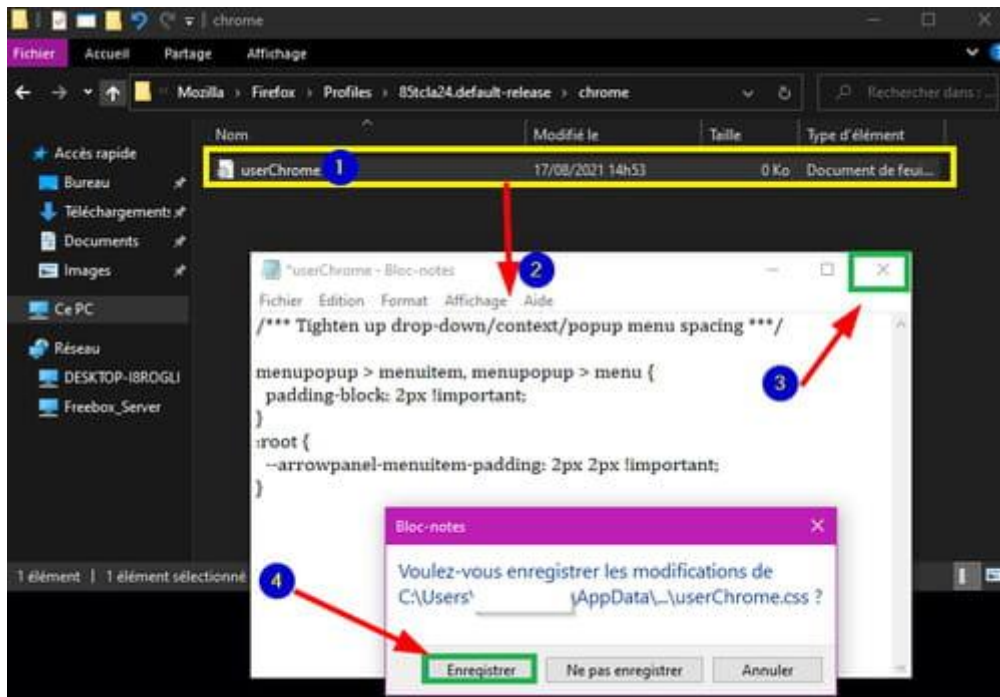 chrome
Fichier Accueil Partage Affichage
Mozilla › Firefox › Profiles › 85tcla24.default-release › chrome
Rechercher dans : ...
Nom Modifié le Taille Type d'élément
Accès rapide
userChrome 1 17/08/2021 14h53 0 Ko Document de feui...
Bureau
Téléchargements
Documents
Images
Ce PC
Réseau
DESKTOP-I8ROGLI
Freebox_Server
*userChrome - Bloc-notes
2
Fichier Edition Format Affichage Aide
/*** Tighten up drop-down/context/popup menu spacing ***/
menupopup > menuitem, menupopup > menu {
3
padding-block: 2px !important;
}
:root {
--arrowpanel-menuitem-padding: 2px 2px !important;
}
Bloc-notes
1 élément | 1 élément sélectionné
4
Voulez-vous enregistrer les modifications de
C:\Users\ \AppData\...\userChrome.css ?
Enregistrer Ne pas enregistrer Annuler